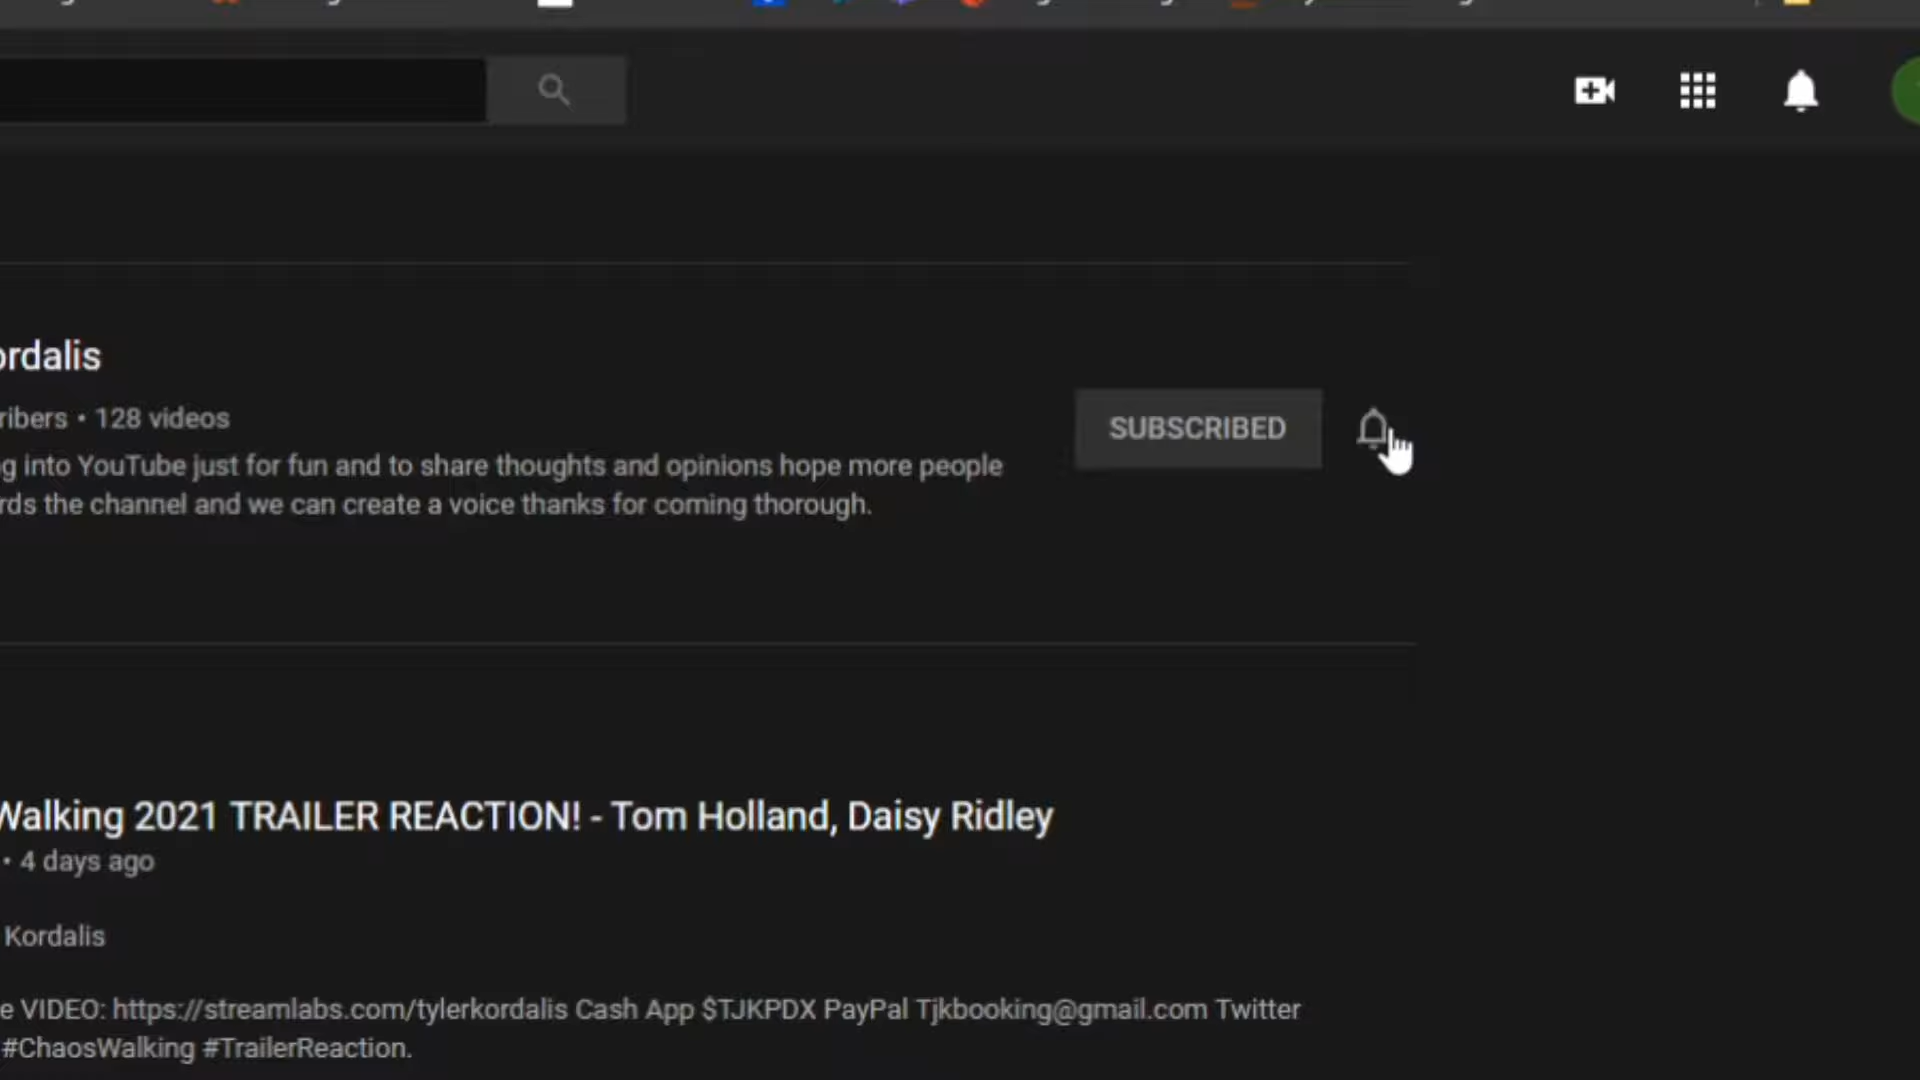 ordalis
ribers • 128 videos
SUBSCRIBED
g into YouTube just for fun and to share thoughts and opinions hope more people
rds the channel and we can create a voice thanks for coming thorough.
Walking 2021 TRAILER REACTION! - Tom Holland, Daisy Ridley
• 4 days ago
Kordalis
e VIDEO: https://streamlabs.com/tylerkordalis Cash App $TJKPDX PayPal Tjkbooking@gmail.com Twitter
#ChaosWalking #TrailerReaction.